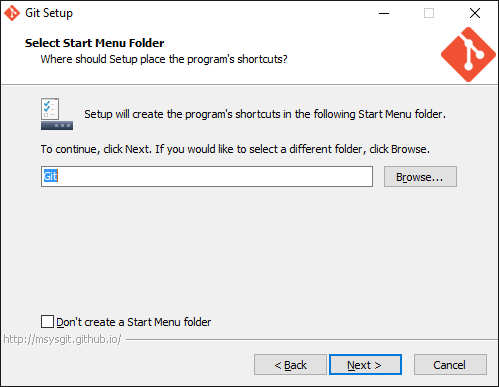 Git Setup
Select Start Menu Folder
Where should Setup place the program's shortcuts?
Setup will create the program's shortcuts in the following Start Menu folder.
To continue, click Next. If you would like to select a different folder, click Browse.
Git
Browse...
Don't create a Start Menu folder
http://msysgit.github.io/
< Back
Next >
Cancel